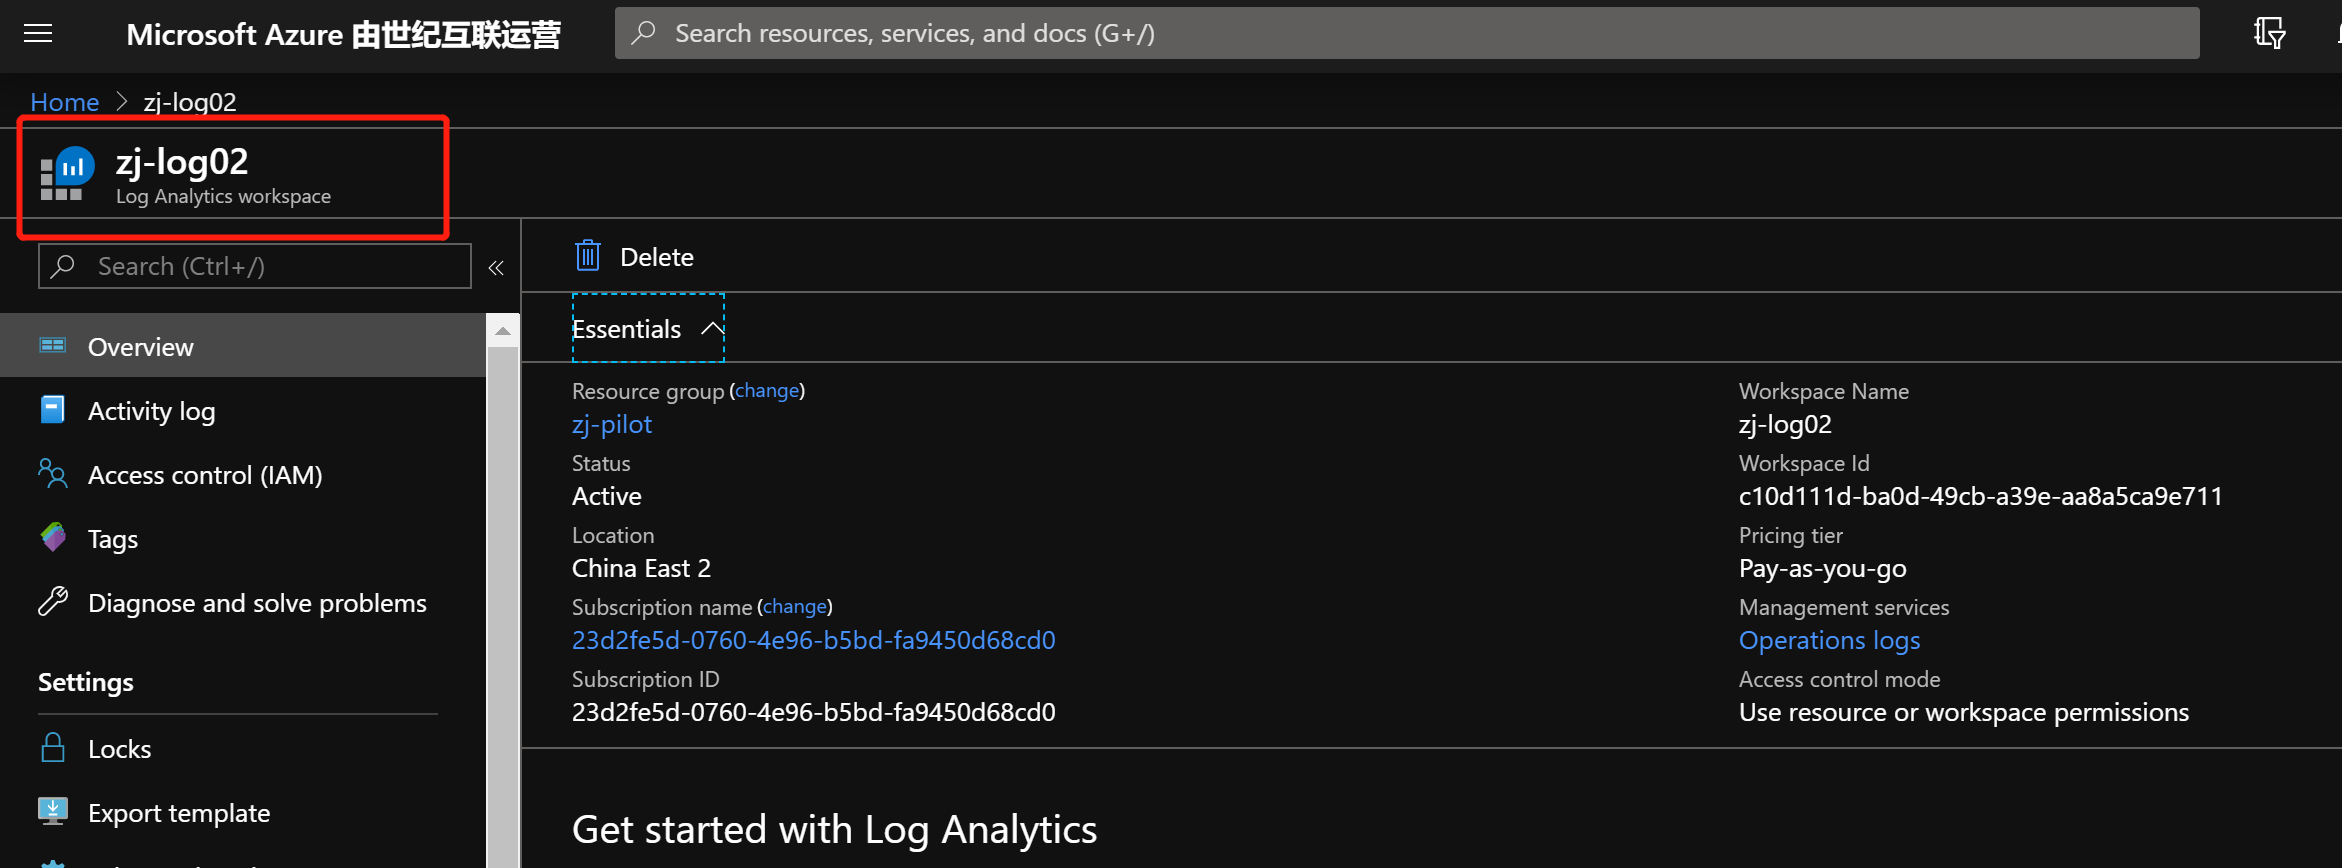 Microsoft Azure 由世纪互联运营
Search resources, services, and docs (G+/)
Home > zj-log02
zj-log02
Log Analytics workspace
Search (Ctrl+/)
«
Delete
Overview
Activity log
Access control (IAM)
Tags
Diagnose and solve problems
Settings
Locks
Export template
Essentials
Resource group (change)
zj-pilot
Status
Active
Location
China East 2
Subscription name (change)
23d2fe5d-0760-4e96-b5bd-fa9450d68cd0
Subscription ID
23d2fe5d-0760-4e96-b5bd-fa9450d68cd0
Workspace Name
zj-log02
Workspace Id
c10d111d-ba0d-49cb-a39e-aa8a5ca9e711
Pricing tier
Pay-as-you-go
Management services
Operations logs
Access control mode
Use resource or workspace permissions
Get started with Log Analytics